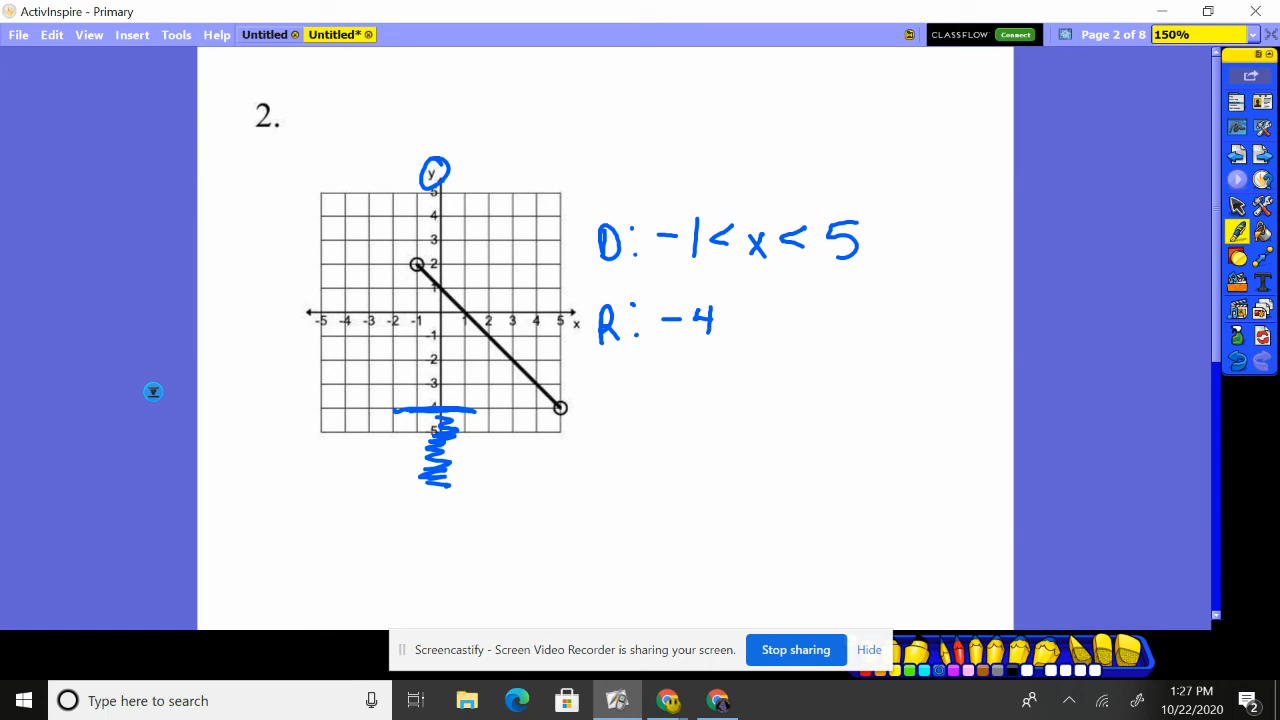 ActivInspire - Primary
File Edit View Insert Tools Help Untitled Untitled* CLASSFLOW Connect Page 2 of 8 150%
2.
y
5
4
3
2
1
-5 -4 -3 -2 -1 1 2 3 4 5 x
-1
-2
-3
-5
D: -1 < x < 5
R: -4
Screencastify - Screen Video Recorder is sharing your screen. Stop sharing Hide
Type here to search
1:27 PM
10/22/2020
2